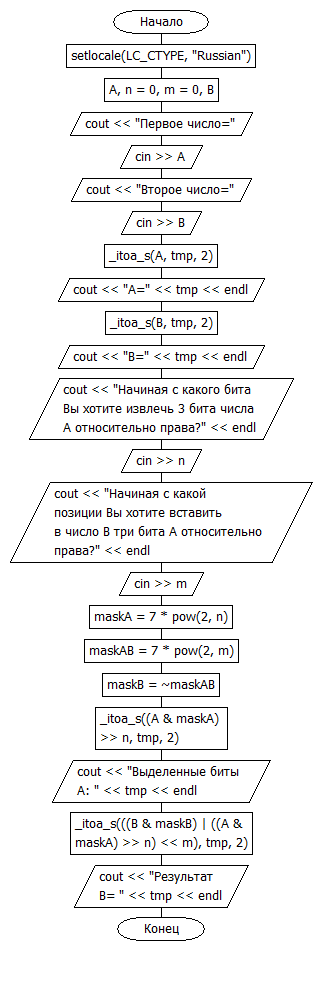 Начало
setlocale(LC_CTYPE, "Russian")
A, n = 0, m = 0, B
cout << "Первое число="
cin >> A
cout << "Второе число="
cin >> B
_itoa_s(A, tmp, 2)
cout << "A=" << tmp << endl
_itoa_s(B, tmp, 2)
cout << "B=" << tmp << endl
cout << "Начиная с какого бита
Вы хотите извлечь 3 бита числа
A относительно права?" << endl
cin >> n
cout << "Начиная с какой
позиции Вы хотите вставить
в число B три бита A относительно
права?" << endl
cin >> m
maskA = 7 * pow(2, n)
maskAB = 7 * pow(2, m)
maskB = ~maskAB
_itoa_s((A & maskA)
>> n, tmp, 2)
cout << "Выделенные биты
A: " << tmp << endl
_itoa_s(((B & maskB) | ((A &
maskA) >> n) << m), tmp, 2)
cout << "Результат
B= " << tmp << endl
Конец